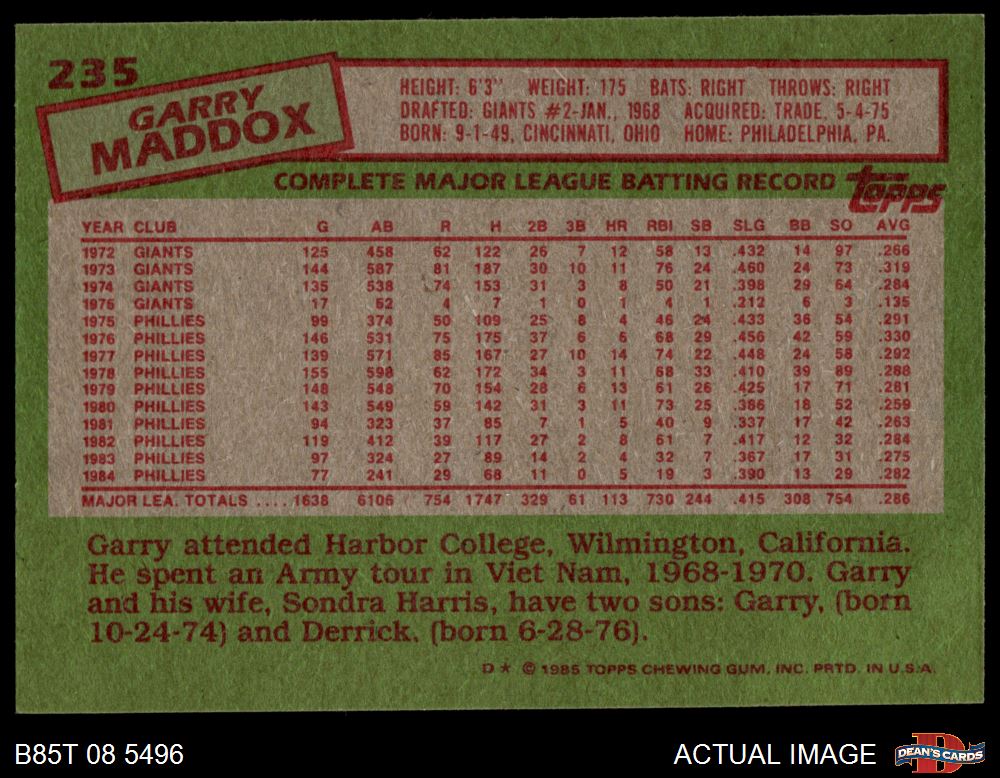 235
GARRY
MADDOX
HEIGHT: 6'3" WEIGHT: 175 BATS: RIGHT THROWS: RIGHT
DRAFTED: GIANTS #2-JAN., 1968 ACQUIRED: TRADE, 5-4-75
BORN: 9-1-49, CINCINNATI, OHIO HOME: PHILADELPHIA, PA.
COMPLETE MAJOR LEAGUE BATTING RECORD topps
YEAR CLUB G AB R H 2B 3B HR RBI SB SLG BB SO AVG
1972 GIANTS 125 458 62 122 26 7 12 58 13 .432 14 97 .266
1973 GIANTS 144 587 81 187 30 10 11 76 24 .460 24 73 .319
1974 GIANTS 135 538 74 153 31 3 8 50 21 .398 29 64 .284
1975 GIANTS 17 52 4 7 1 0 1 4 1 .212 6 3 .135
1975 PHILLIES 99 374 50 109 25 8 4 46 24 .433 36 54 .291
1976 PHILLIES 146 531 75 175 37 6 6 68 29 .456 42 59 .330
1977 PHILLIES 139 571 85 167 27 10 14 74 22 .448 24 58 .292
1978 PHILLIES 155 598 62 172 34 3 11 68 33 .410 39 89 .288
1979 PHILLIES 148 548 70 154 28 6 13 61 26 .425 17 71 .281
1980 PHILLIES 143 549 59 142 31 3 11 73 25 .386 18 52 .259
1981 PHILLIES 94 323 37 85 7 1 5 40 9 .337 17 42 .263
1982 PHILLIES 119 412 39 117 27 2 8 61 7 .417 12 32 .284
1983 PHILLIES 97 324 27 89 14 2 4 32 7 .367 17 31 .275
1984 PHILLIES 77 241 29 68 11 0 5 19 3 .390 13 29 .282
MAJOR LEA. TOTALS .... 1638 6106 754 1747 329 61 113 730 244 .415 308 754 .286
Garry attended Harbor College, Wilmington, California.
He spent an Army tour in Viet Nam, 1968-1970. Garry
and his wife, Sondra Harris, have two sons: Garry, (born
10-24-74) and Derrick, (born 6-28-76).
D★ © 1985 TOPPS CHEWING GUM, INC. PRTD. IN U.S.A.
B85T 08 5496 ACTUAL IMAGE D DEAN'S CARDS